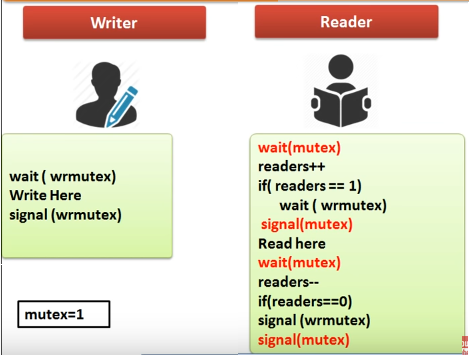 Writer
wait ( wrmutex)
Write Here
signal (wrmutex)
mutex=1
Reader
wait(mutex)
readers++
if( readers == 1)
wait ( wrmutex)
signal(mutex)
Read here
wait(mutex)
readers--
if(readers==0)
signal (wrmutex)
signal(mutex)